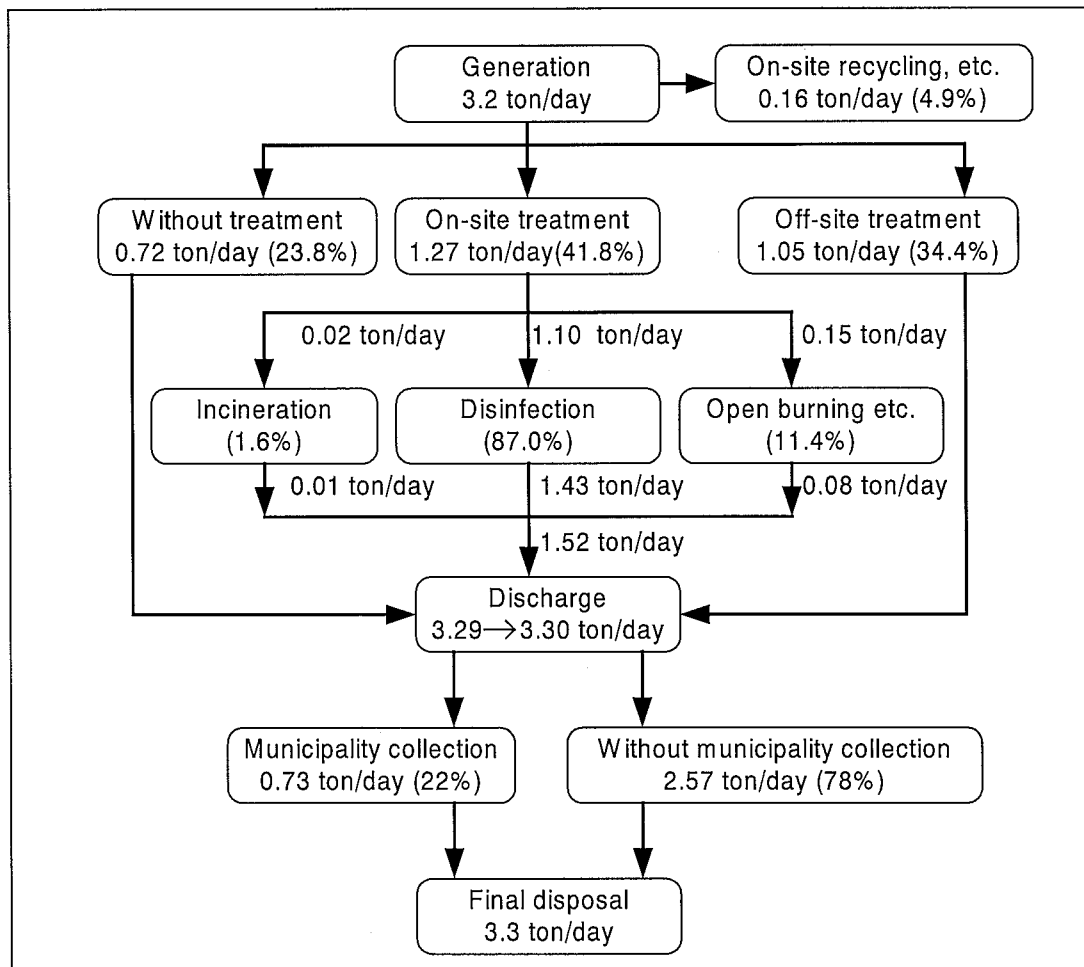 Generation
3.2 ton/day
On-site recycling, etc.
0.16 ton/day (4.9%)
Without treatment
0.72 ton/day (23.8%)
On-site treatment
1.27 ton/day(41.8%)
Off-site treatment
1.05 ton/day (34.4%)
0.02 ton/day
1.10 ton/day
0.15 ton/day
Incineration
(1.6%)
Disinfection
(87.0%)
Open burning etc.
(11.4%)
0.01 ton/day
1.43 ton/day
0.08 ton/day
1.52 ton/day
Discharge
3.29→3.30 ton/day
Municipality collection
0.73 ton/day (22%)
Without municipality collection
2.57 ton/day (78%)
Final disposal
3.3 ton/day